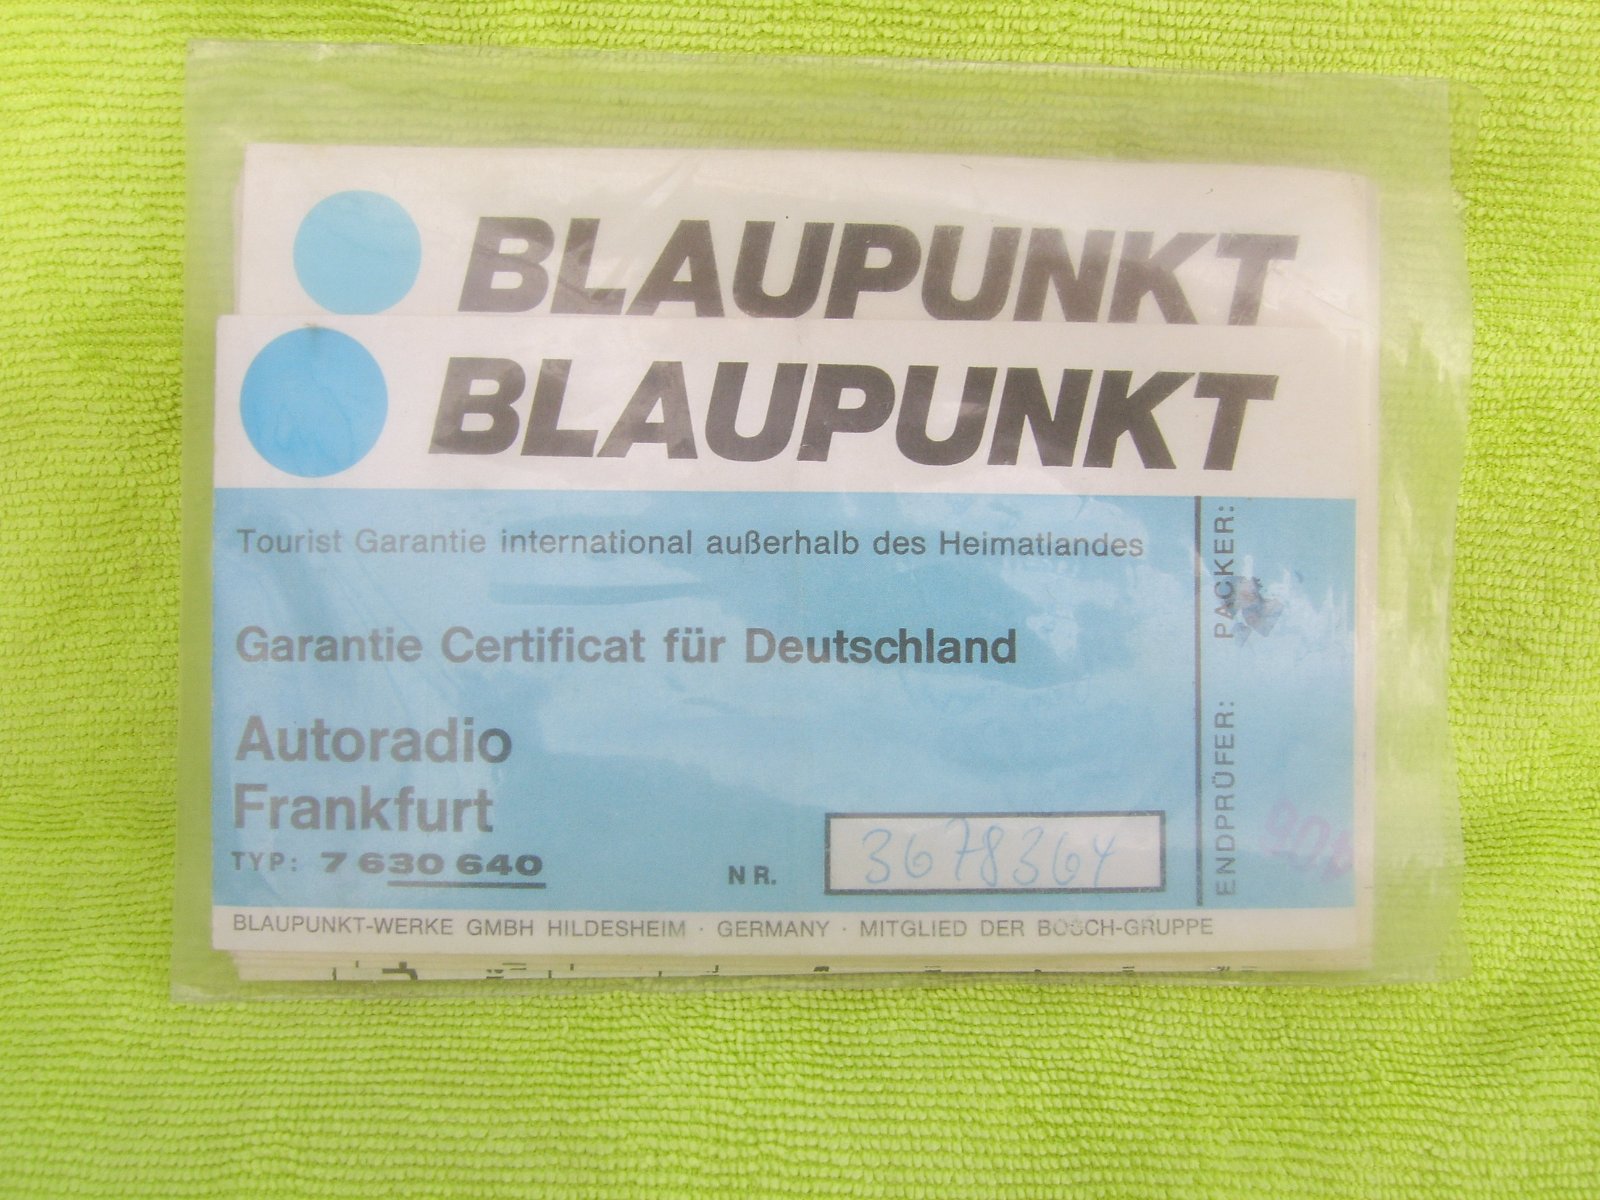 BLAUPUNKT
BLAUPUNKT
Tourist Garantie international außerhalb des Heimatlandes
Garantie Certificat für Deutschland
Autoradio
Frankfurt
TYP: 7 630 640
NR. 3678364
BLAUPUNKT-WERKE GMBH HILDESHEIM · GERMANY · MITGLIED DER BOSCH-GRUPPE
PACKER:
ENDPRÜFER: